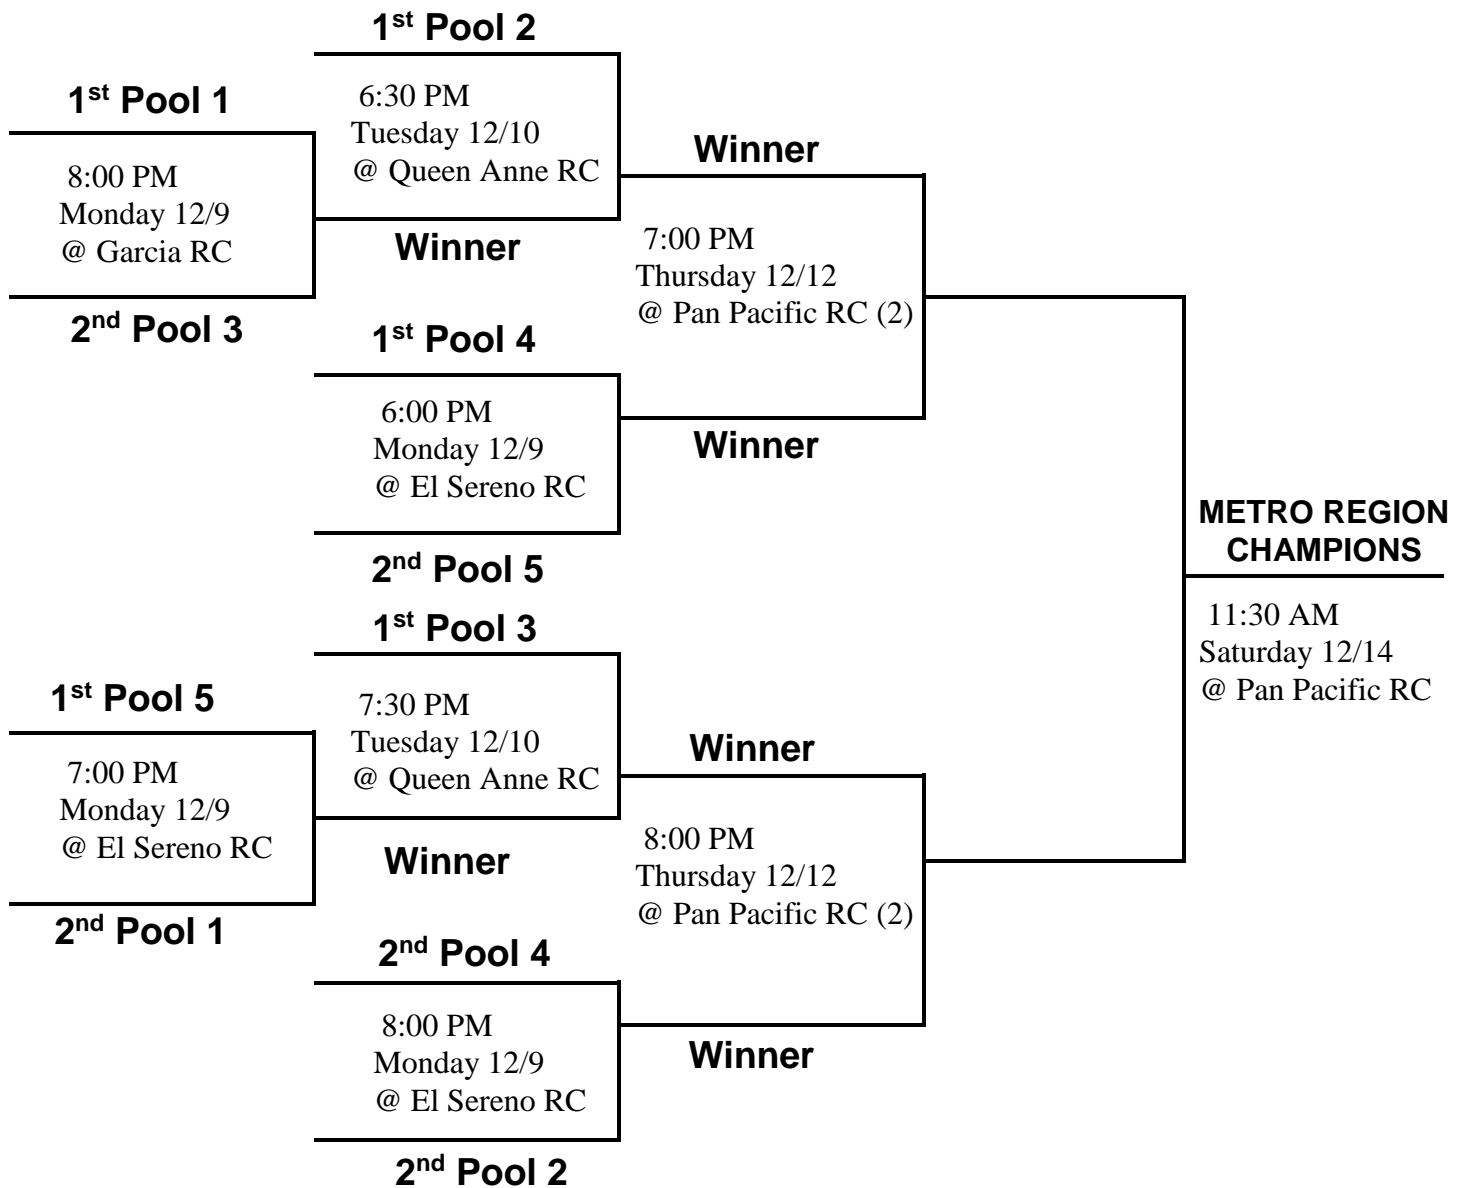 1st Pool 2
6:30 PM
Tuesday 12/10
@ Queen Anne RC
1st Pool 1
8:00 PM
Monday 12/9
@ Garcia RC
2nd Pool 3
Winner
Winner
7:00 PM
Thursday 12/12
@ Pan Pacific RC (2)
1st Pool 4
6:00 PM
Monday 12/9
@ El Sereno RC
2nd Pool 5
Winner
METRO REGION
CHAMPIONS
11:30 AM
Saturday 12/14
@ Pan Pacific RC
1st Pool 3
7:30 PM
Tuesday 12/10
@ Queen Anne RC
1st Pool 5
7:00 PM
Monday 12/9
@ El Sereno RC
2nd Pool 1
Winner
Winner
8:00 PM
Thursday 12/12
@ Pan Pacific RC (2)
2nd Pool 4
8:00 PM
Monday 12/9
@ El Sereno RC
2nd Pool 2
Winner